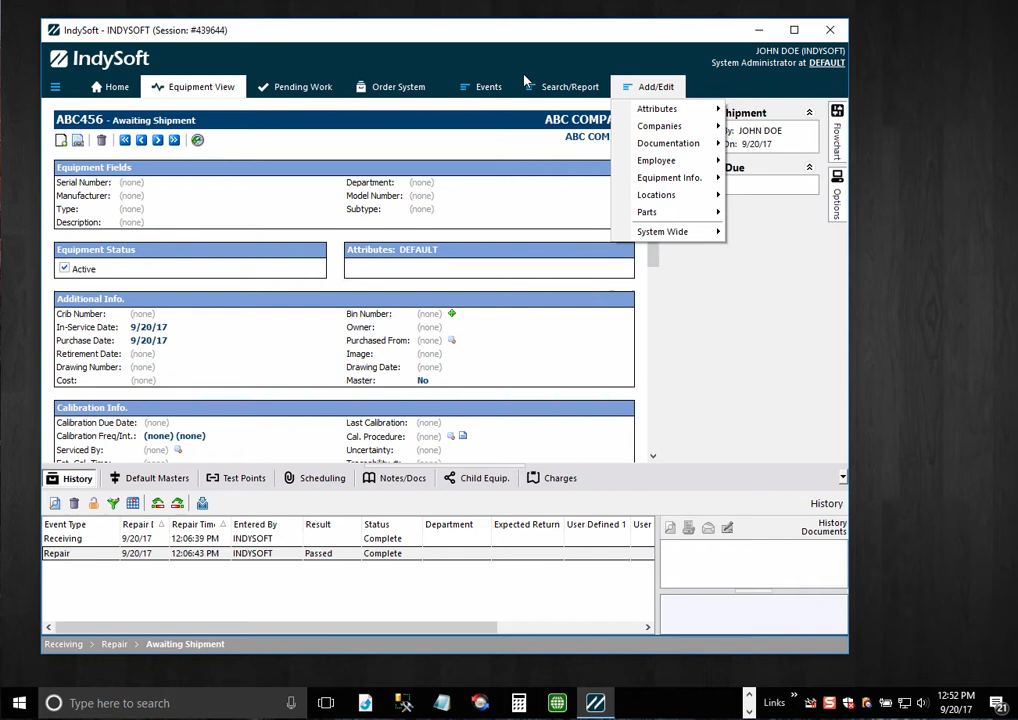 IndySoft - INDYSOFT (Session: #439644)
IndySoft
JOHN DOE (INDYSOFT)
System Administrator at DEFAULT
Home
Equipment View
Pending Work
Order System
Events
Search/Report
Add/Edit
ABC456 - Awaiting Shipment
ABC COMPA
ABC COM
Attributes
Companies
Documentation
Employee
Equipment Info.
Locations
Parts
System Wide
hipment
By: JOHN DOE
On: 9/20/17
Due
Flowchart
Options
Equipment Fields
Serial Number: (none)
Department: (none)
Manufacturer: (none)
Model Number: (none)
Type: (none)
Subtype: (none)
Description: (none)
Equipment Status
Attributes: DEFAULT
Active
Additional Info.
Crib Number: (none)
Bin Number: (none)
In-Service Date: 9/20/17
Owner: (none)
Purchase Date: 9/20/17
Purchased From: (none)
Retirement Date: (none)
Image: (none)
Drawing Number: (none)
Drawing Date: (none)
Cost: (none)
Master: No
Calibration Info.
Calibration Due Date: (none)
Last Calibration: (none)
Calibration Freq/Int.: (none) (none)
Cal. Procedure: (none)
Serviced By: (none)
Uncertainty: (none)
History
Default Masters
Test Points
Scheduling
Notes/Docs
Child Equip.
Charges
History
Event Type Repair D Repair Tim Entered By Result Status Department Expected Return User Defined 1 User
Receiving 9/20/17 12:06:39 PM INDYSOFT Complete
Repair 9/20/17 12:06:43 PM INDYSOFT Passed Complete
History
Documents
Receiving > Repair > Awaiting Shipment
Type here to search
Links
12:52 PM
9/20/17
21